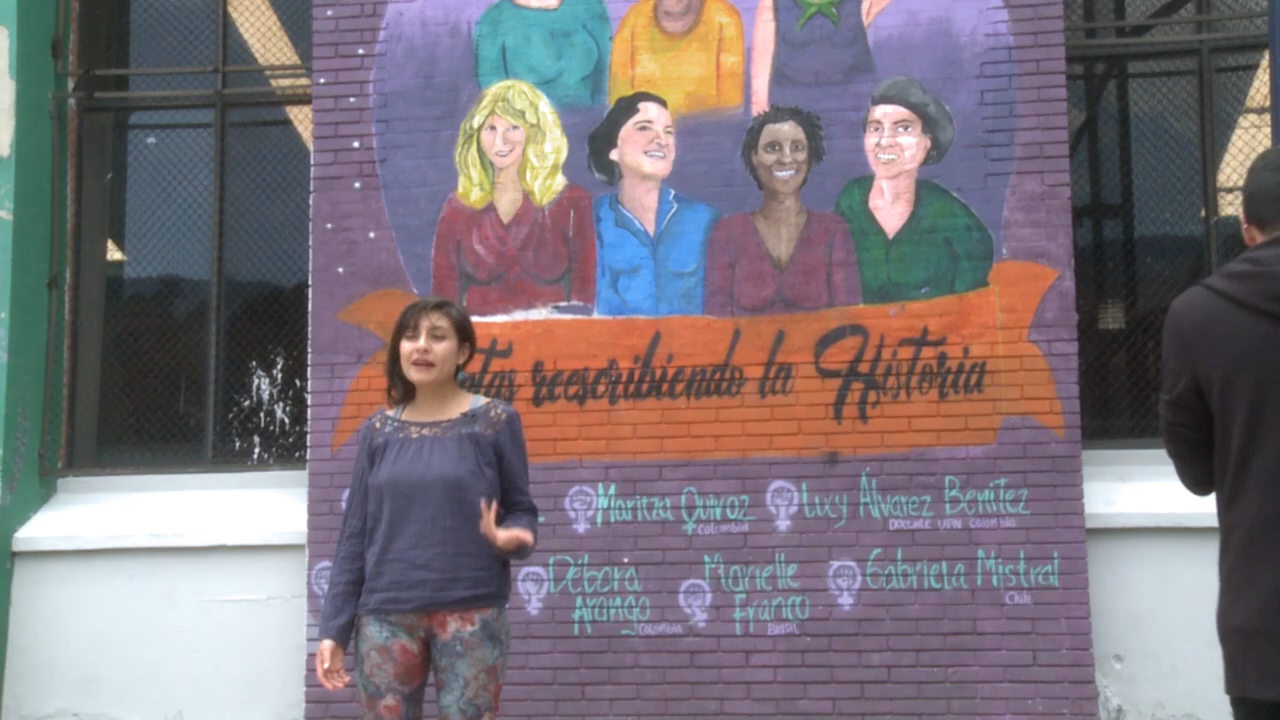 reescribiendo la Historia
Maritza Quiroz
Colombia
Lucy Álvarez Benítez
Docente UPN Colombia
Débora
Arango
Colombia
Marielle
Franco
Brasil
Gabriela Mistral
Chile